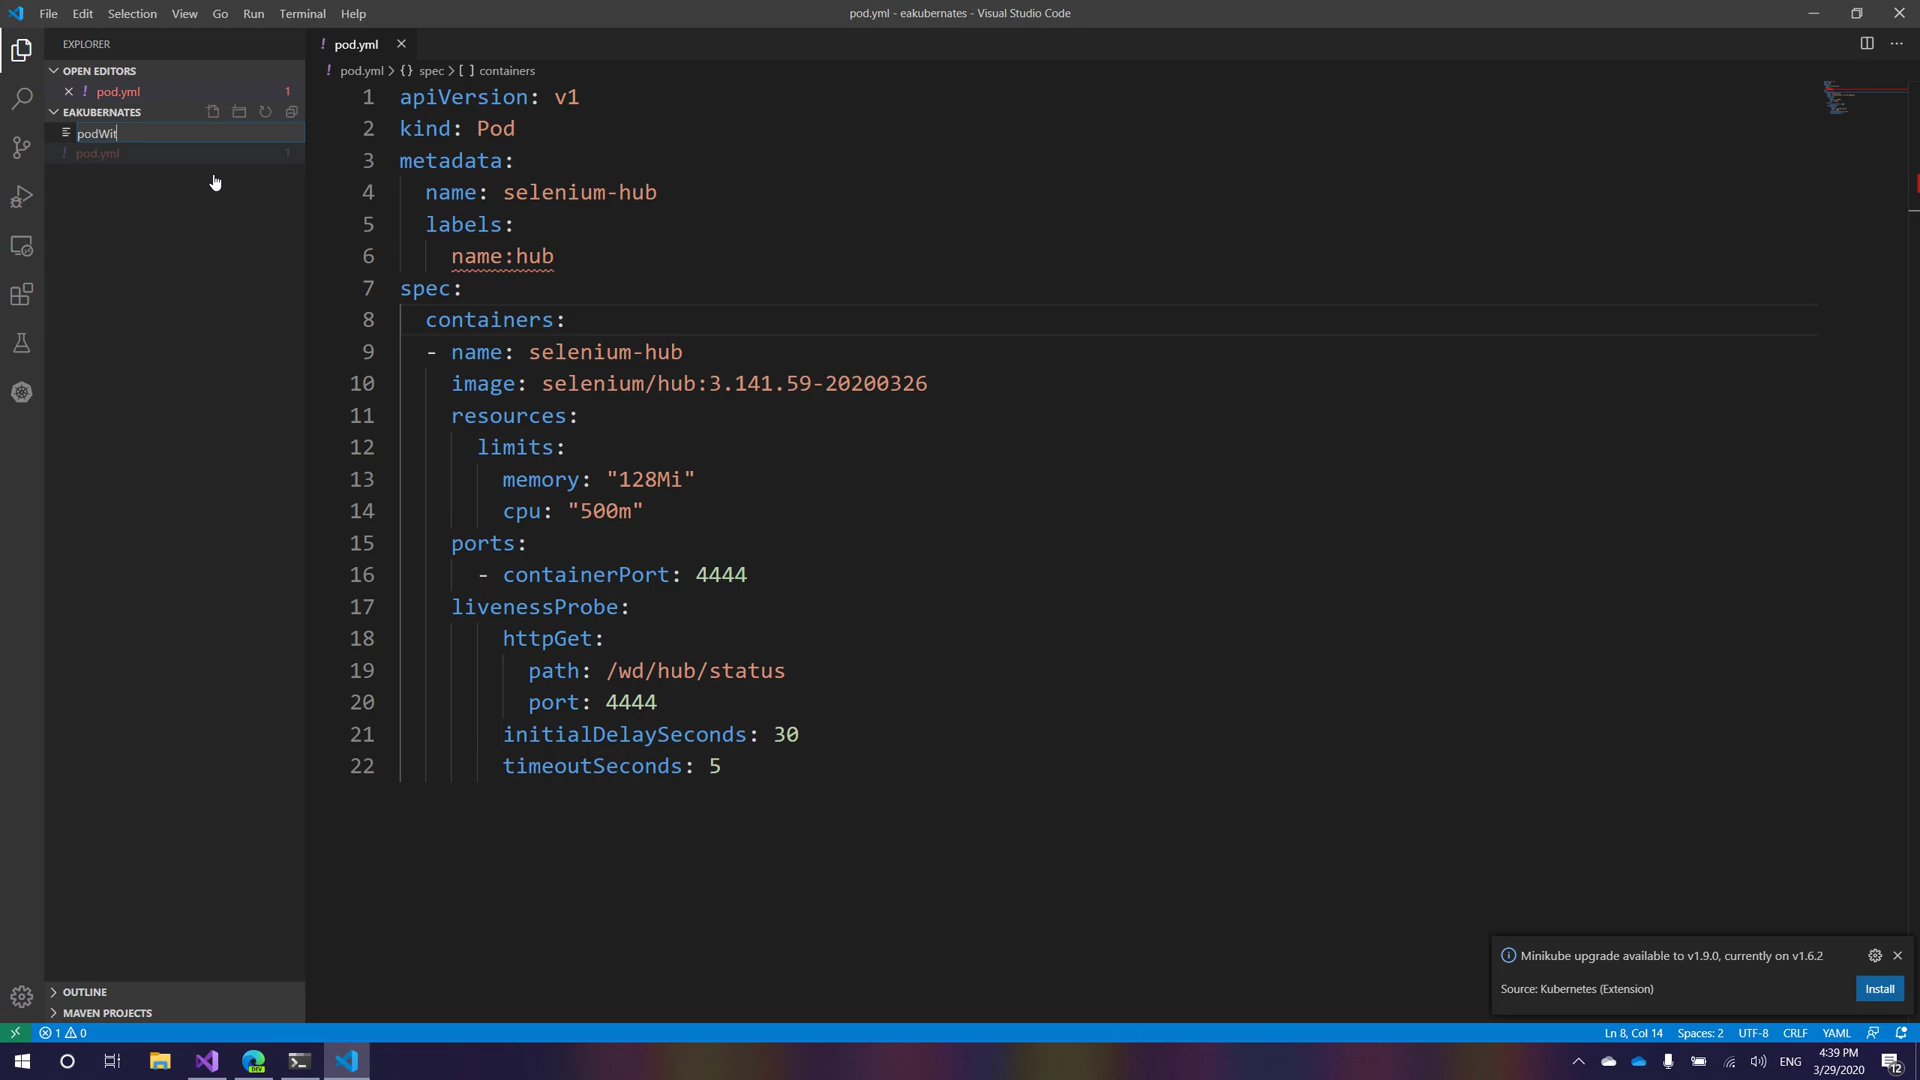 File Edit Selection View Go Run Terminal Help
pod.yml - eakubernates - Visual Studio Code
EXPLORER
OPEN EDITORS
! pod.yml 1
EAKUBERNATES
podWit
! pod.yml 1
OUTLINE
MAVEN PROJECTS
! pod.yml
! pod.yml > {} spec > [ ] containers
1 apiVersion: v1
2 kind: Pod
3 metadata:
4 name: selenium-hub
5 labels:
6 name:hub
7 spec:
8 containers:
9 - name: selenium-hub
10 image: selenium/hub:3.141.59-20200326
11 resources:
12 limits:
13 memory: "128Mi"
14 cpu: "500m"
15 ports:
16 - containerPort: 4444
17 livenessProbe:
18 httpGet:
19 path: /wd/hub/status
20 port: 4444
21 initialDelaySeconds: 30
22 timeoutSeconds: 5
Minikube upgrade available to v1.9.0, currently on v1.6.2
Source: Kubernetes (Extension)
Install
1 0
Ln 8, Col 14 Spaces: 2 UTF-8 CRLF YAML
DEV
ENG
4:39 PM
3/29/2020
12